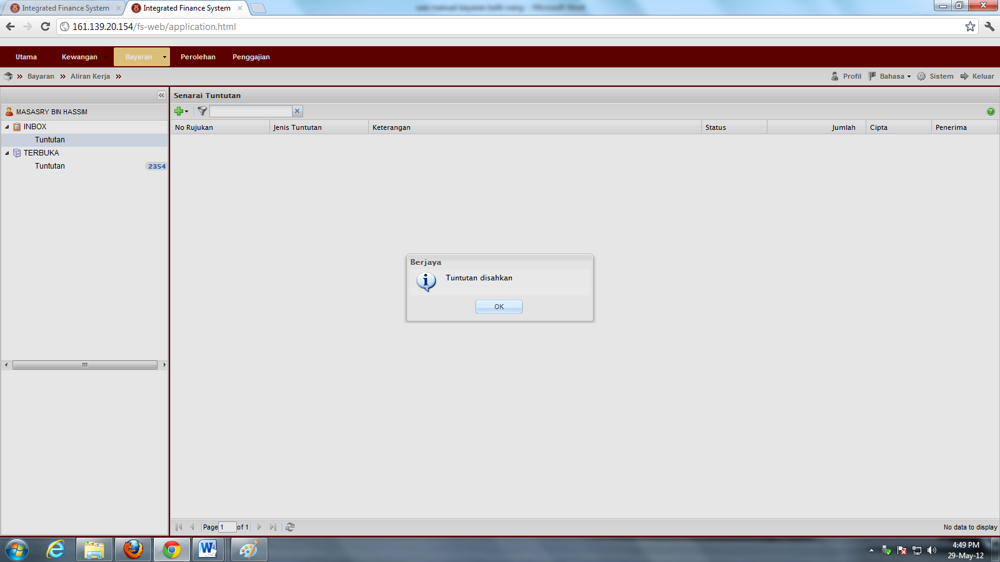 Integrated Finance System
Integrated Finance System
161.139.20.154/fs-web/application.html
Utama Kewangan Bayaran Perolehan Penggajian
» Bayaran » Aliran Kerja »
Profil Bahasa Sistem Keluar
Senarai Tuntutan
MASASRY BIN HASSIM
INBOX
Tuntutan
TERBUKA
Tuntutan 2354
No Rujukan Jenis Tuntutan Keterangan Status Jumlah Cipta Penerima
Berjaya
Tuntutan disahkan
OK
Page 1 of 1
No data to display
4:49 PM
29-May-12